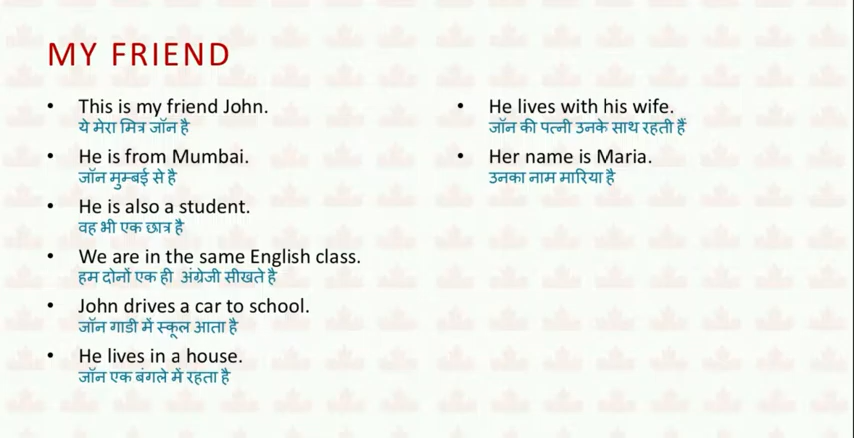 MY FRIEND
• This is my friend John.
ये मेरा मित्र जॉन है
• He is from Mumbai.
जॉन मुम्बई से है
• He is also a student.
वह भी एक छात्र है
• We are in the same English class.
हम दोनों एक ही अंग्रेजी सीखते है
• John drives a car to school.
जॉन गाडी में स्कूल आता है
• He lives in a house.
जॉन एक बंगले में रहता है
• He lives with his wife.
जॉन की पत्नी उनके साथ रहती हैं
• Her name is Maria.
उनका नाम मारिया है